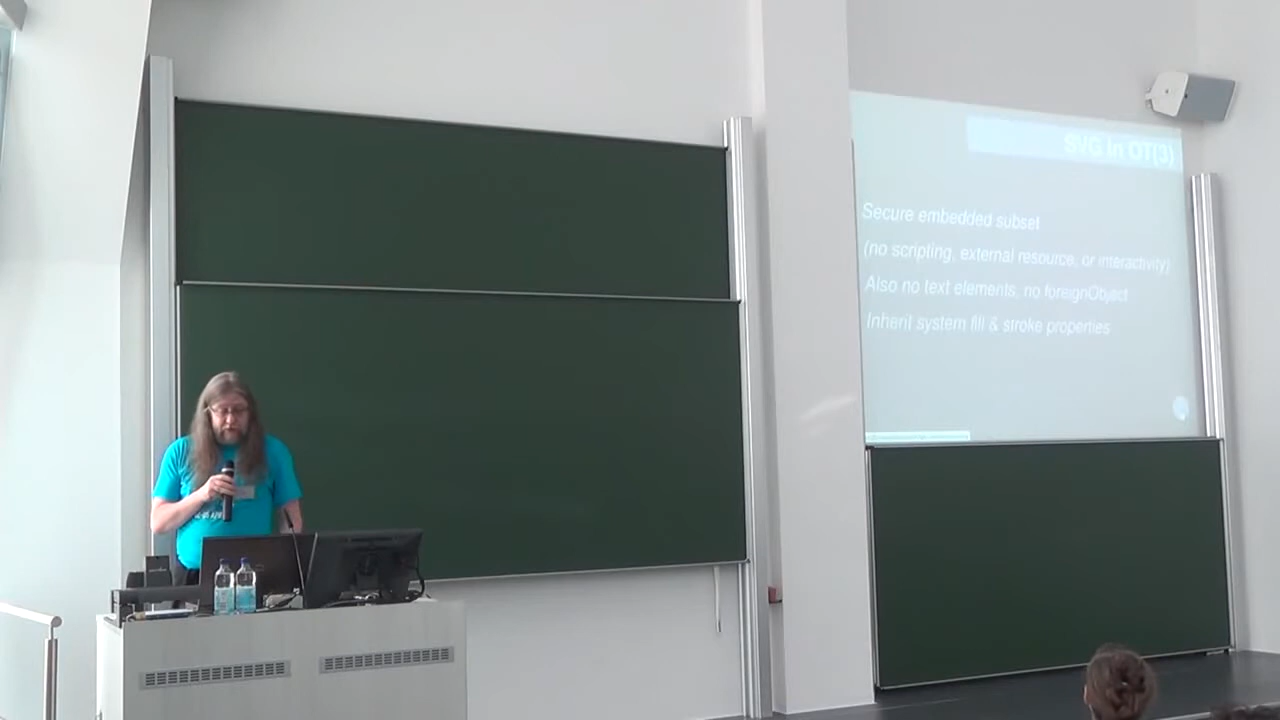 SVG in OT(3)
Secure embedded subset
(no scripting, external resource, or interactivity)
Also no text elements, no foreignObject
Inherit system fill & stroke properties